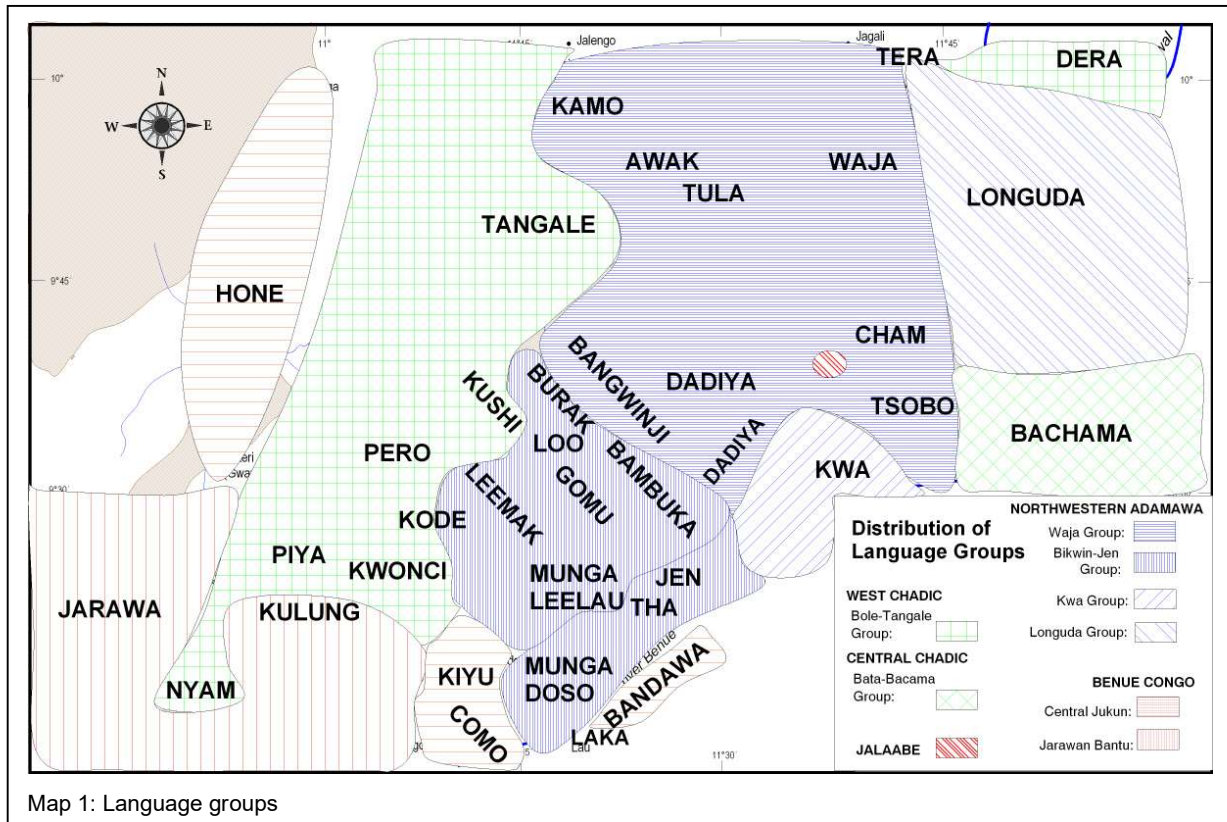 11°
11°45
Jalengo
Jagali
11°45
10°
10°
TERA
DERA
KAMO
AWAK
WAJA
TULA
LONGUDA
TANGALE
9°45'
HONE
CHAM
BANGWINJI
BURAK
KUSHI
DADIYA
TSOBO
BACHAMA
LOO
PERO
DADIYA
KWA
BAMBUKA
GOMU
LEEMAK
9°30'
KODE
PIYA
KWONCI
MUNGA
LEELAU
JEN
THA
JARAWA
KULUNG
KIYU
MUNGA
DOSO
BANDAWA
NYAM
COMO
LAKA
Lau
11°30'
N
W E
S
Distribution of
Language Groups
WEST CHADIC
Bole-Tangale
Group:
CENTRAL CHADIC
Bata-Bacama
Group:
JALAABE
NORTHWESTERN ADAMAWA
Waja Group:
Bikwin-Jen
Group:
Kwa Group:
Longuda Group:
BENUE CONGO
Central Jukun:
Jarawan Bantu:
Map 1: Language groups